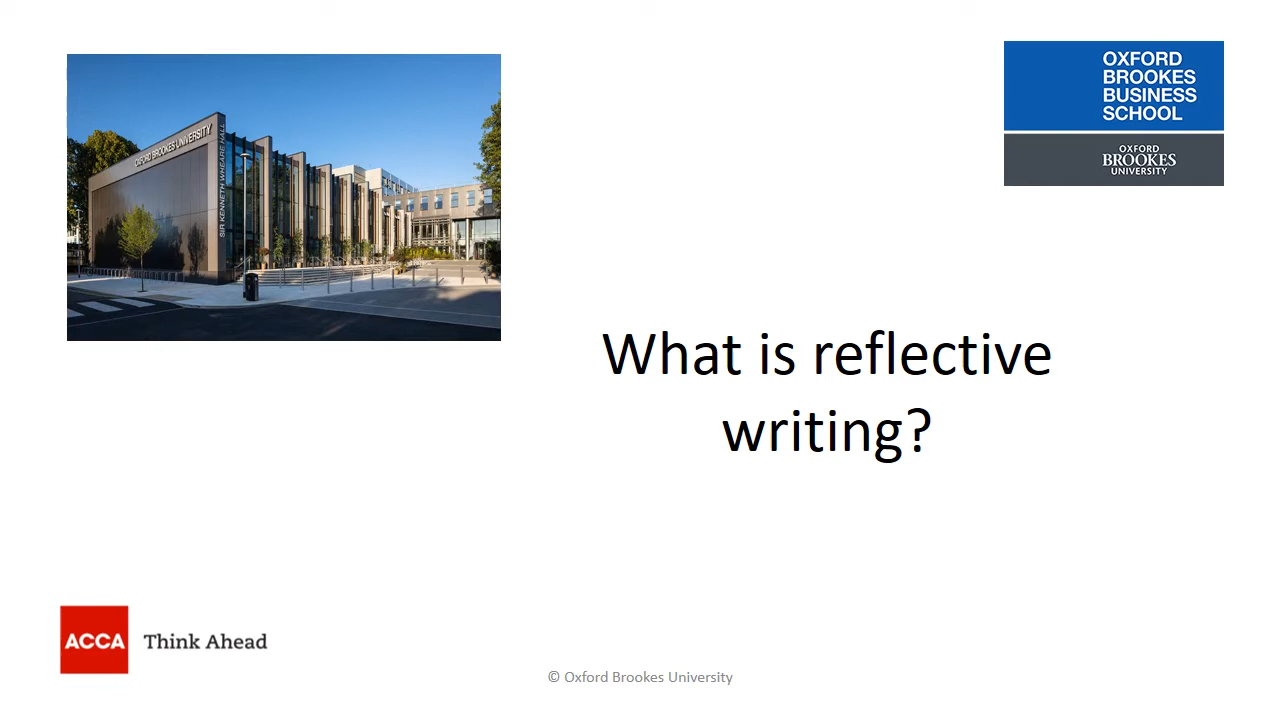 OXFORD BROOKES UNIVERSITY
SIR KENNETH WHEARE HALL
OXFORD
BROOKES
BUSINESS
SCHOOL
OXFORD
BROOKES
UNIVERSITY
What is reflective
writing?
ACCA Think Ahead
© Oxford Brookes University